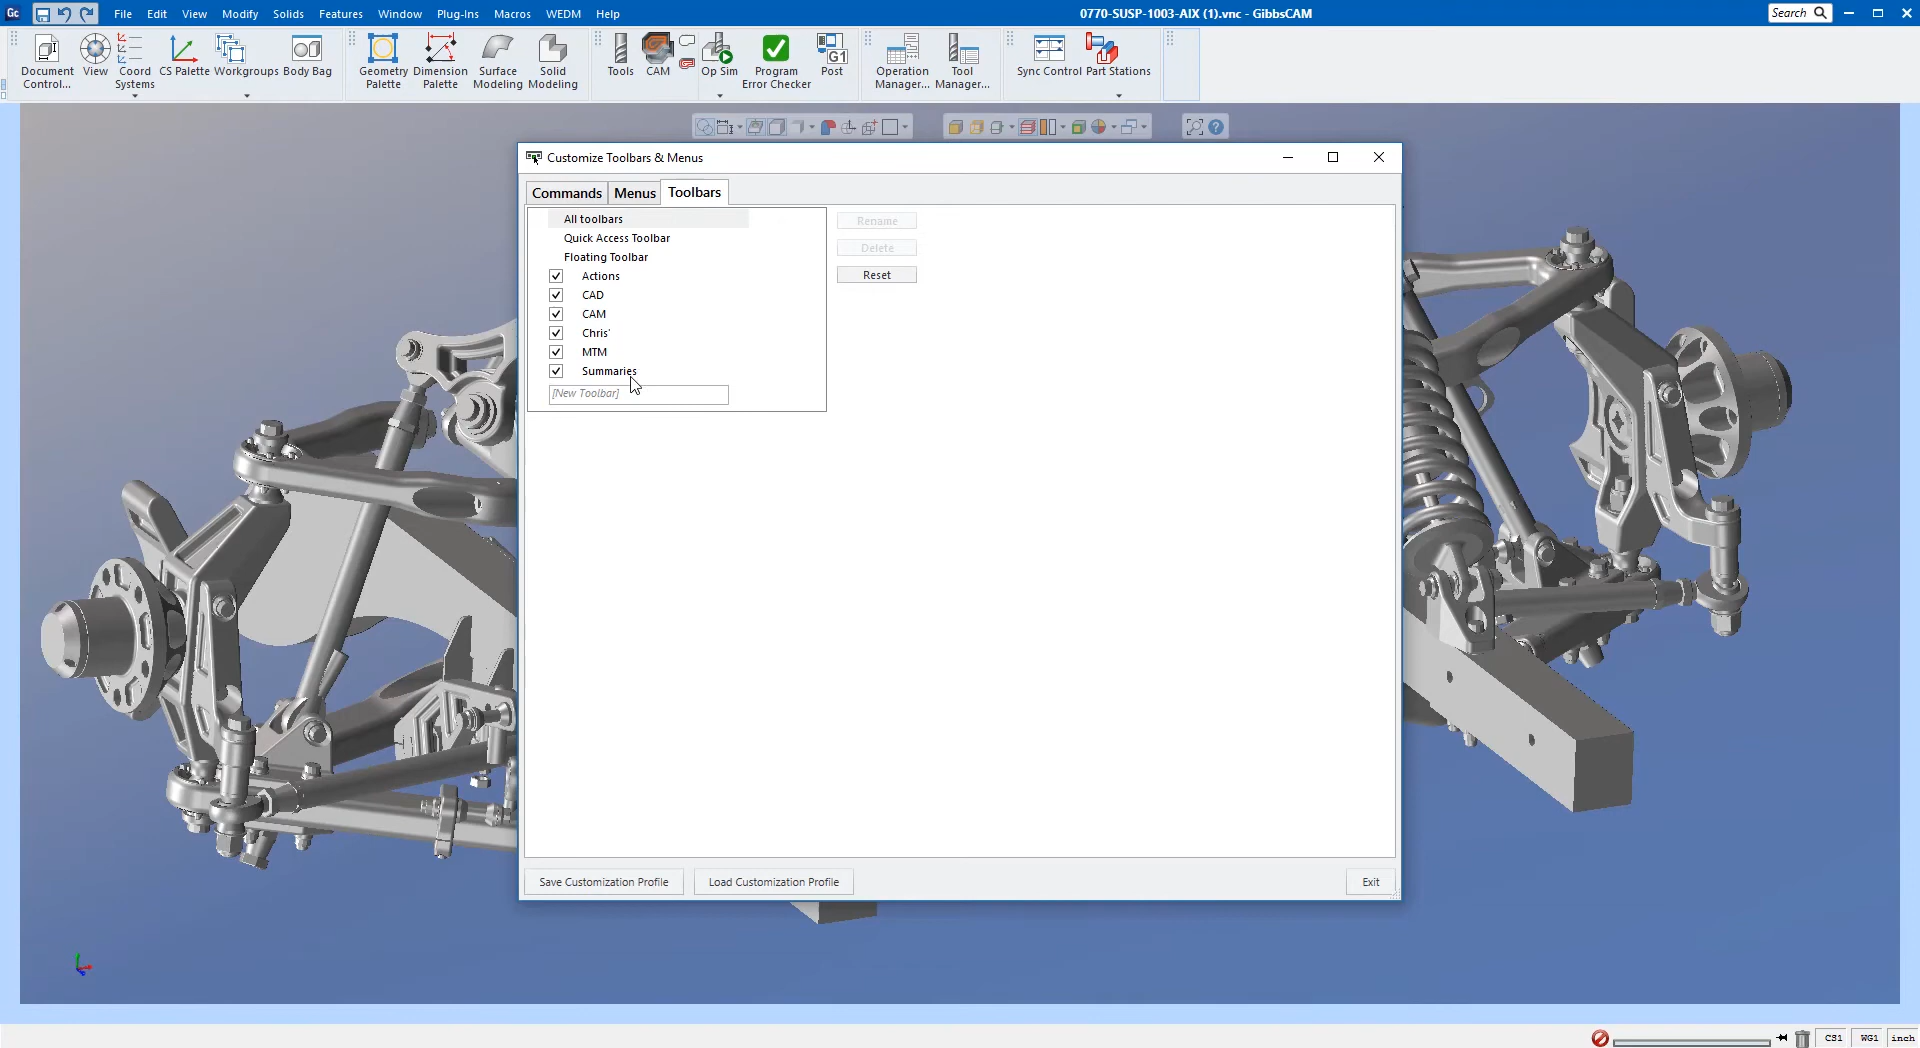 Gc File Edit View Modify Solids Features Window Plug-Ins Macros WEDM Help 0770-SUSP-1003-AIX (1).vnc - GibbsCAM Search
Document Control...
View
Coord Systems
CS Palette
Workgroups
Body Bag
Geometry Palette
Dimension Palette
Surface Modeling
Solid Modeling
Tools
CAM
Op Sim
Program Error Checker
G1
Post
Operation Manager...
Tool Manager...
Sync Control
Part Stations
Customize Toolbars & Menus
Commands Menus Toolbars
All toolbars
Quick Access Toolbar
Floating Toolbar
Actions
CAD
CAM
Chris'
MTM
Summaries
[New Toolbar]
Rename
Delete
Reset
Save Customization Profile Load Customization Profile Exit
CS1 WG1 inch